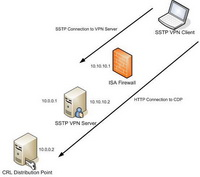 SSTP Connection to VPN Server
SSTP VPN Client
10.10.10.1
ISA Firewall
HTTP Connection to CDP
10.0.0.1
10.10.10.2
SSTP VPN Server
10.0.0.2
CRL Distribution Point